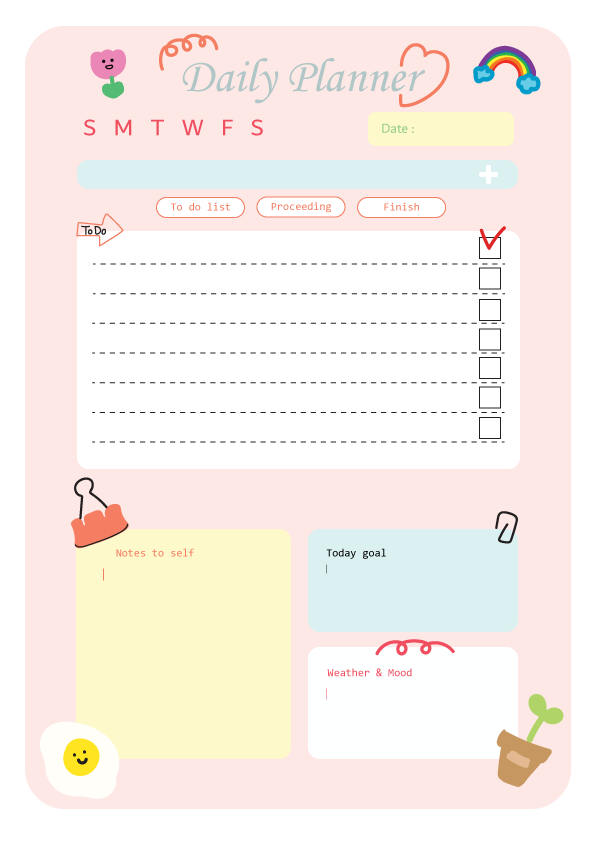 Daily Planner
S M T W F S
Date :
To do list Proceeding Finish
To Do
Notes to self
Today goal
Weather & Mood